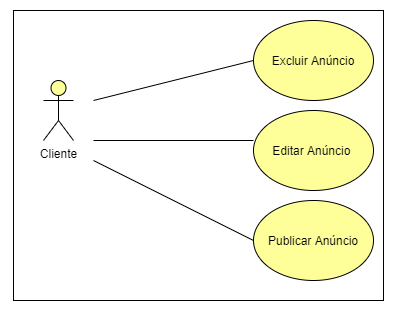 Excluir Anúncio
Cliente
Editar Anúncio
Publicar Anúncio